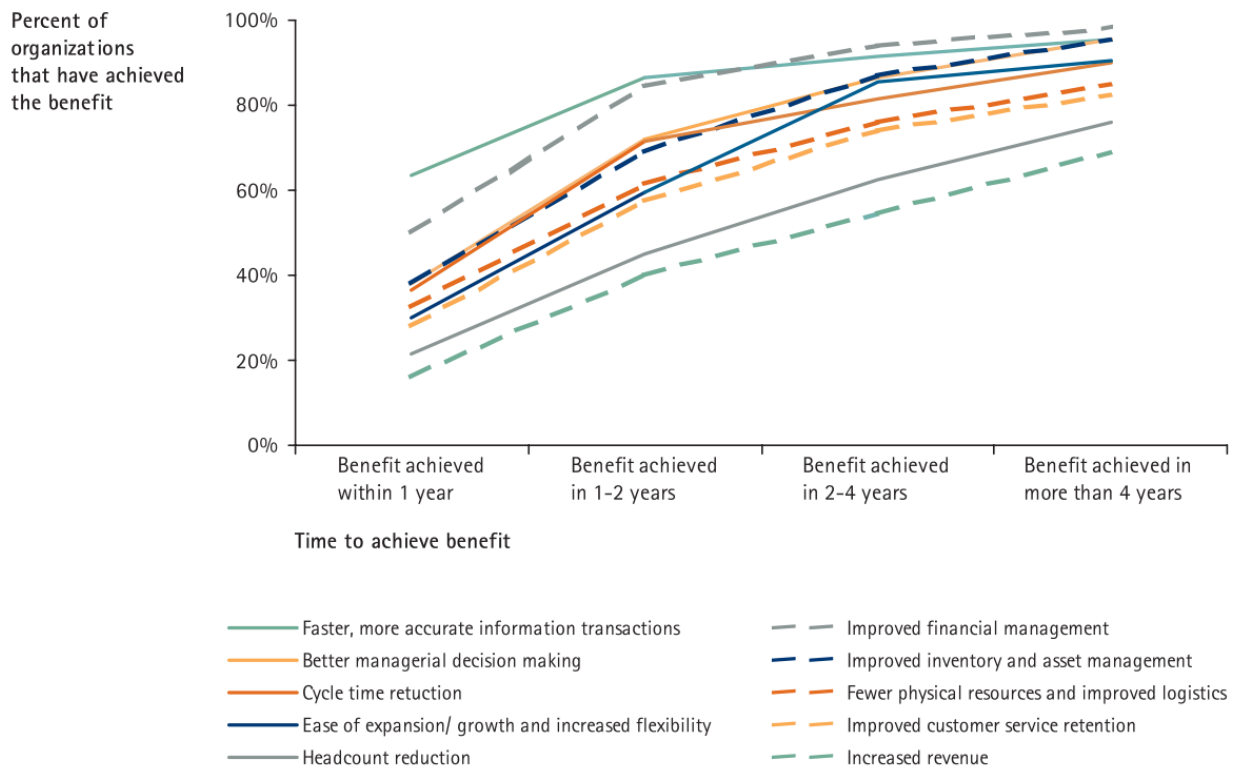 Percent of
organizations
that have achieved
the benefit
100%
80%
60%
40%
20%
0%
Benefit achieved
within 1 year
Benefit achieved
in 1-2 years
Benefit achieved
in 2-4 years
Benefit achieved in
more than 4 years
Time to achieve benefit
Faster, more accurate information transactions
Better managerial decision making
Cycle time retuction
Ease of expansion/ growth and increased flexibility
Headcount reduction
Improved financial management
Improved inventory and asset management
Fewer physical resources and improved logistics
Improved customer service retention
Increased revenue